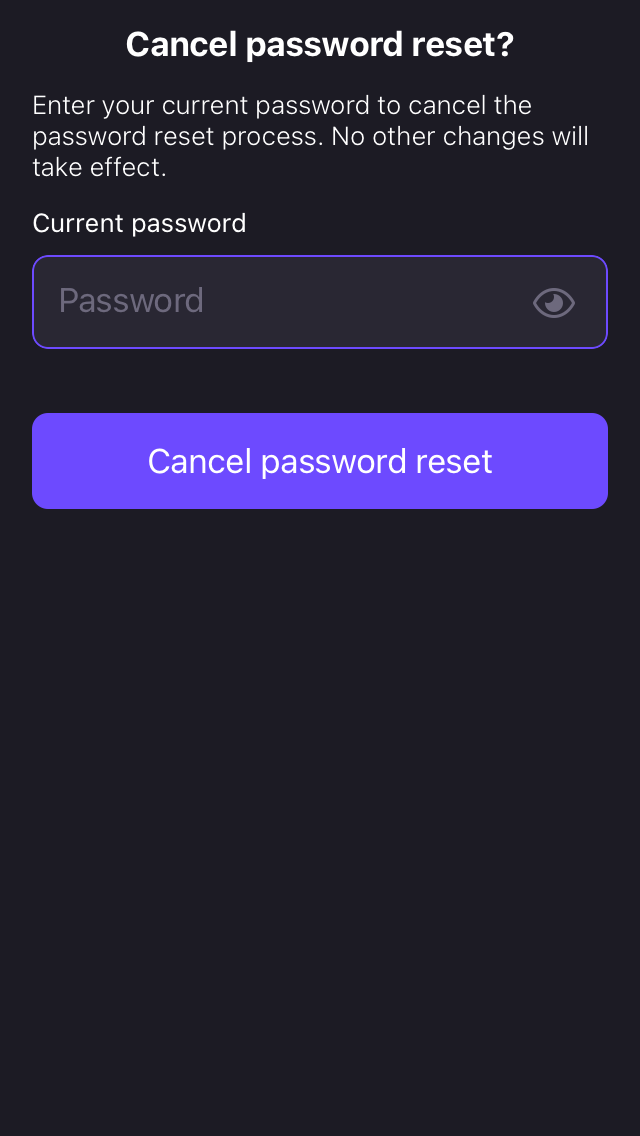 Cancel password reset?
Enter your current password to cancel the
password reset process. No other changes will
take effect.
Current password
Password
Cancel password reset